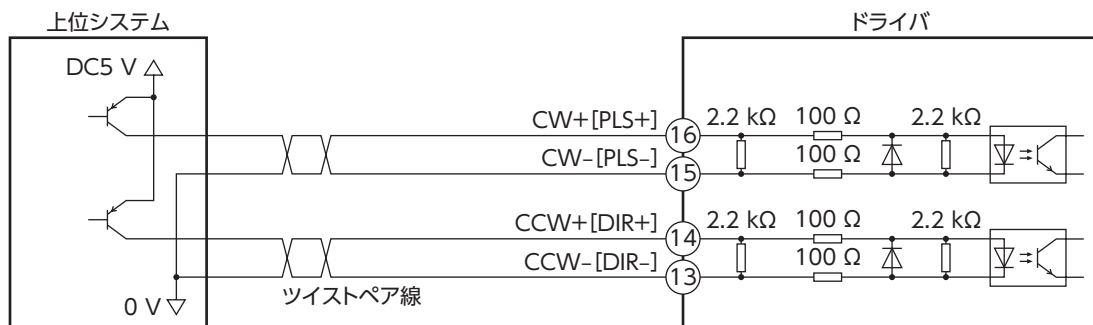 上位システム
ドライバ
DC5 V
CW+[PLS+]
2.2 kΩ
100 Ω
2.2 kΩ
16
CW–[PLS–]
100 Ω
15
CCW+[DIR+]
2.2 kΩ
100 Ω
2.2 kΩ
14
CCW–[DIR–]
100 Ω
13
ツイストペア線
0 V